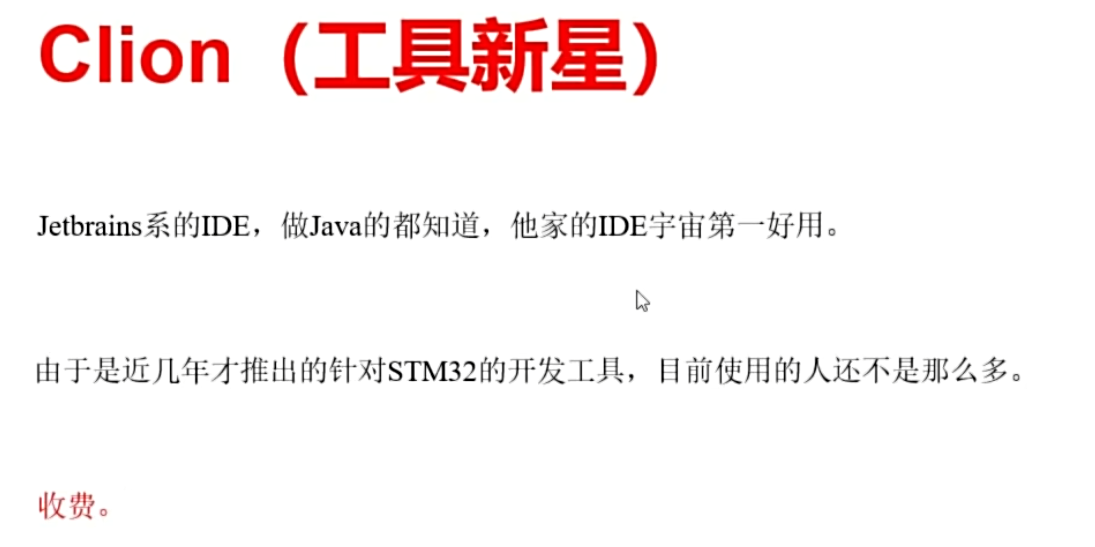 Clion（工具新星）
Jetbrains系的IDE，做Java的都知道，他家的IDE宇宙第一好用。
由于是近几年才推出的针对STM32的开发工具，目前使用的人还不是那么多。
收费。